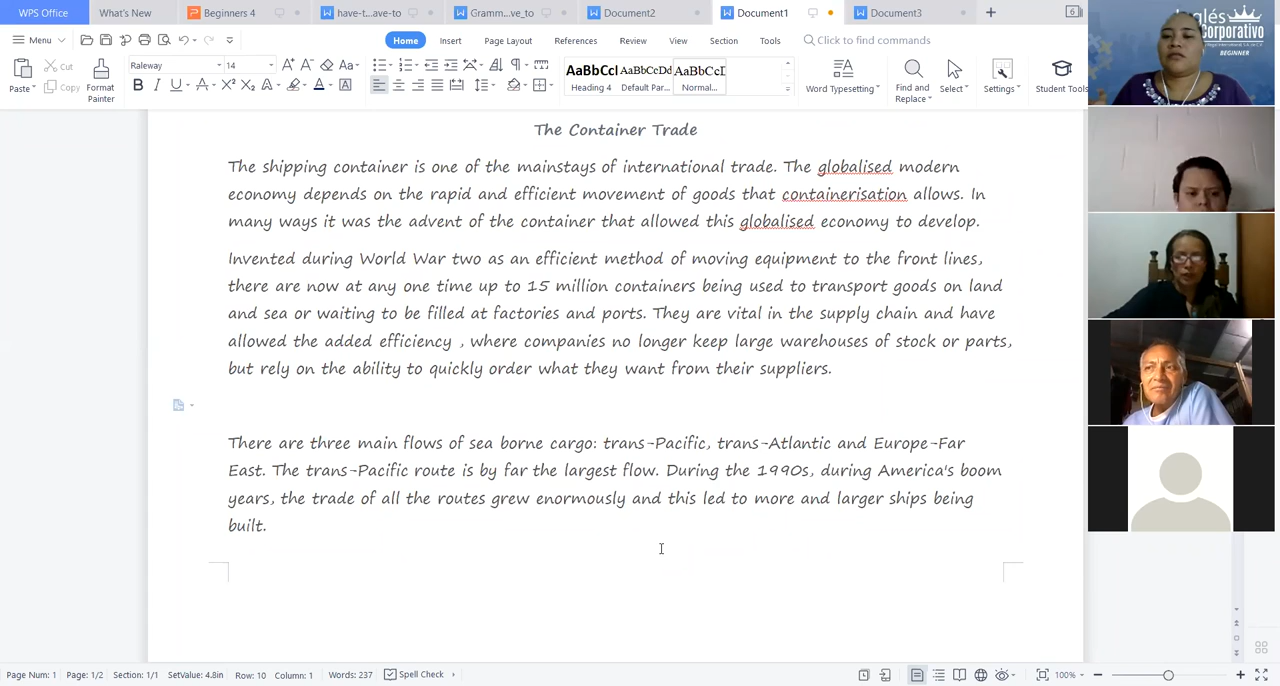 WPS Office What's New Beginners 4 have-t...ave-to Gramm...ve_to Document2 Document1 Document3 + 6
Menu Home Insert Page Layout References Review View Section Tools Click to find commands
Paste Cut Copy Format Painter Raleway 14 AaBbCcI Heading 4 AaBbCcDd Default Par... AaBbCcD Normal... Word Typesetting Find and Replace Select Settings Student Tools
Inglés
Corporativo
BEGINNER
The Container Trade
The shipping container is one of the mainstays of international trade. The globalised modern
economy depends on the rapid and efficient movement of goods that containerisation allows. In
many ways it was the advent of the container that allowed this globalised economy to develop.
Invented during World War two as an efficient method of moving equipment to the front lines,
there are now at any one time up to 15 million containers being used to transport goods on land
and sea or waiting to be filled at factories and ports. They are vital in the supply chain and have
allowed the added efficiency , where companies no longer keep large warehouses of stock or parts,
but rely on the ability to quickly order what they want from their suppliers.
There are three main flows of sea borne cargo: trans-Pacific, trans-Atlantic and Europe-Far
East. The trans-Pacific route is by far the largest flow. During the 1990s, during America's boom
years, the trade of all the routes grew enormously and this led to more and larger ships being
built.
Page Num: 1 Page: 1/2 Section: 1/1 SetValue: 4.8in Row: 10 Column: 1 Words: 237 Spell Check 100%